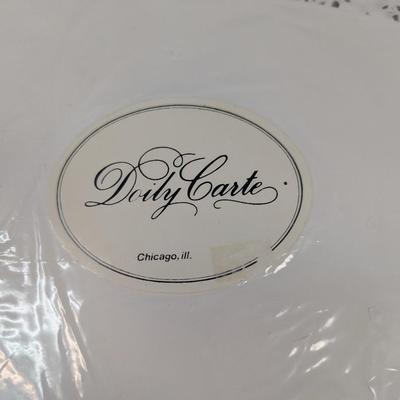 Doily Carte
Chicago, ill.